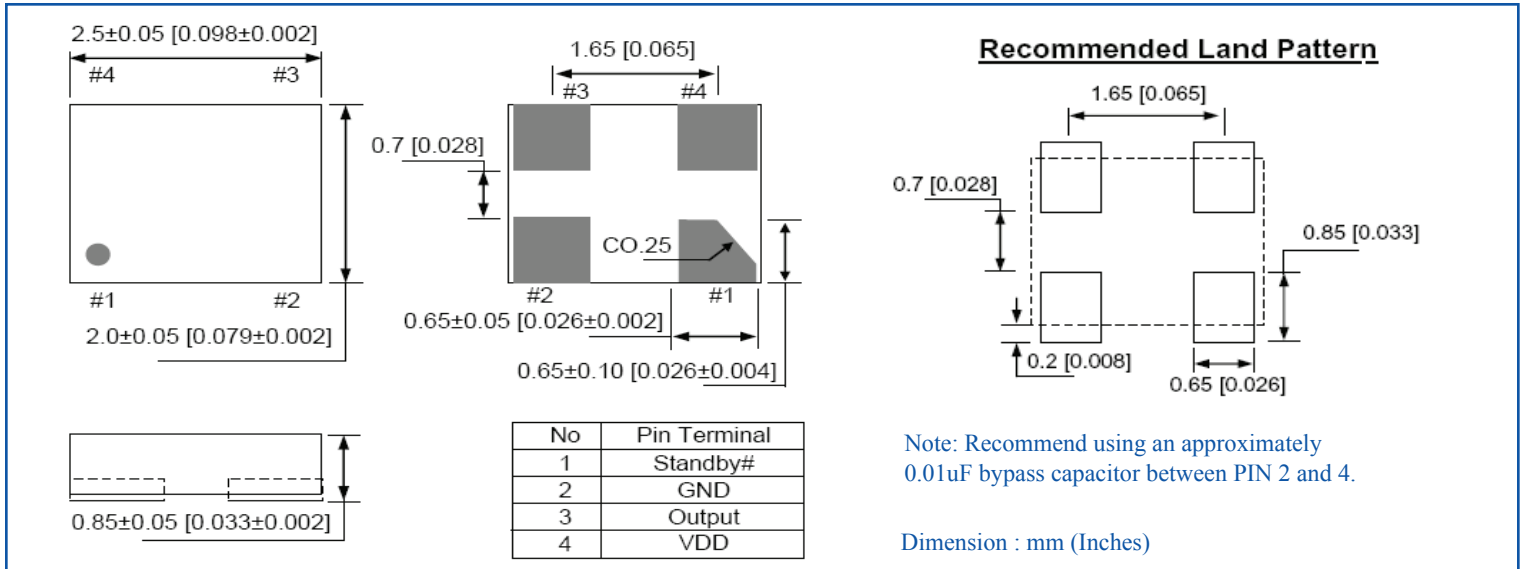 2.5±0.05 [0.098±0.002]
#4 #3
#1 #2
2.0±0.05 [0.079±0.002]
0.85±0.05 [0.033±0.002]
1.65 [0.065]
#3 #4
0.7 [0.028]
CO.25
#2 #1
0.65±0.05 [0.026±0.002]
0.65±0.10 [0.026±0.004]
No Pin Terminal
1 Standby#
2 GND
3 Output
4 VDD
Recommended Land Pattern
1.65 [0.065]
0.7 [0.028]
0.85 [0.033]
0.2 [0.008]
0.65 [0.026]
Note: Recommend using an approximately
0.01uF bypass capacitor between PIN 2 and 4.
Dimension : mm (Inches)